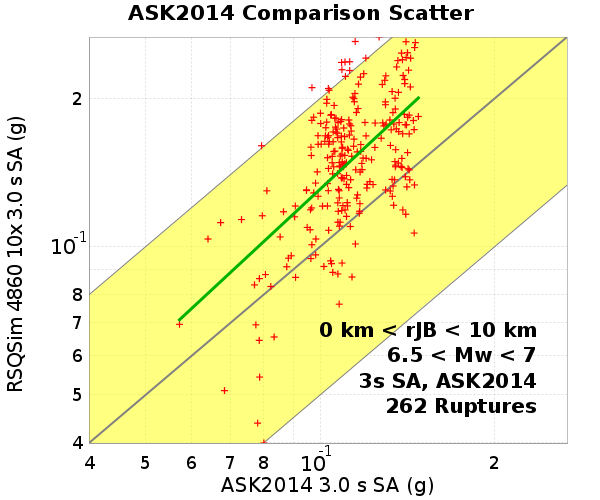 ASK2014 Comparison Scatter
RSQSim 4860 10x 3.0 s SA (g)
2
10-1
8
7
6
5
4
0 km < rJB < 10 km
6.5 < Mw < 7
3s SA, ASK2014
262 Ruptures
4 5 6 7 8 10-1 2
ASK2014 3.0 s SA (g)